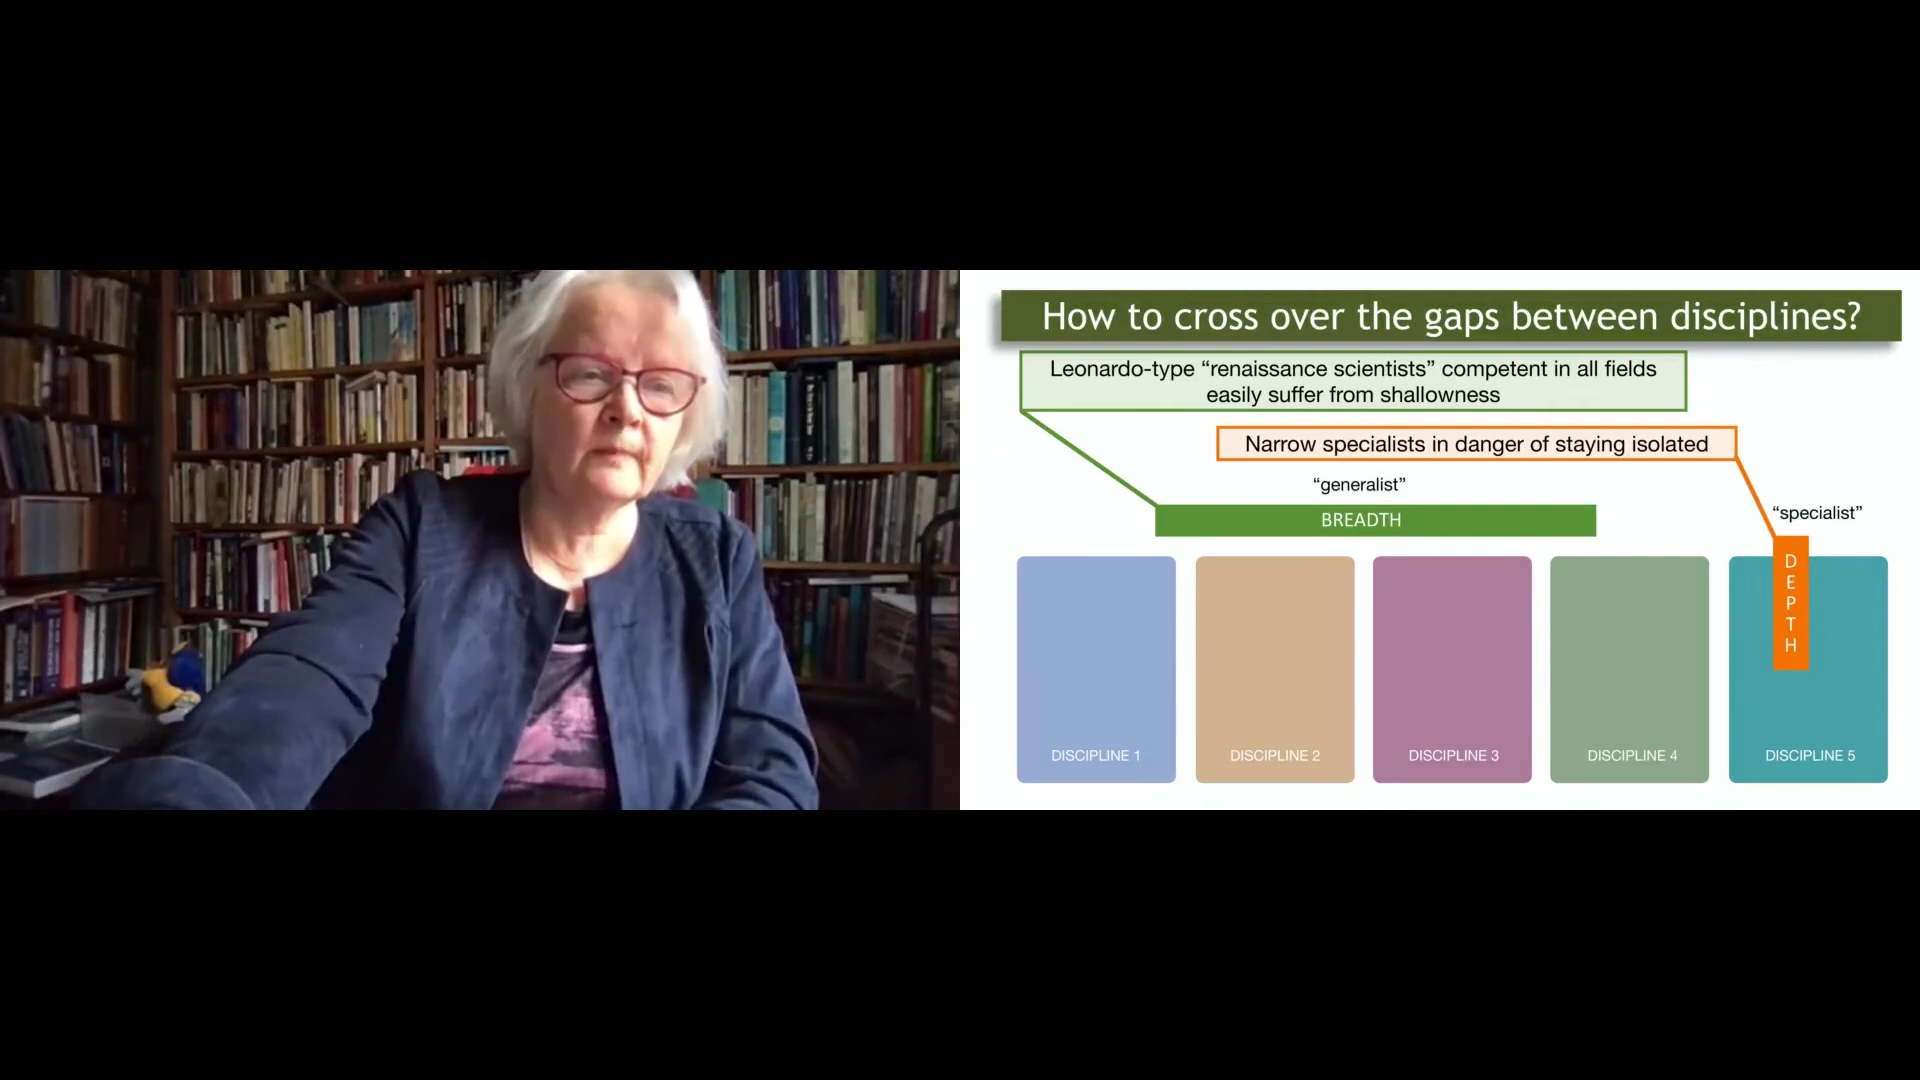 How to cross over the gaps between disciplines?
Leonardo-type “renaissance scientists” competent in all fields
easily suffer from shallowness
Narrow specialists in danger of staying isolated
“generalist”
BREADTH
“specialist”
DEPTH
DISCIPLINE 1
DISCIPLINE 2
DISCIPLINE 3
DISCIPLINE 4
DISCIPLINE 5